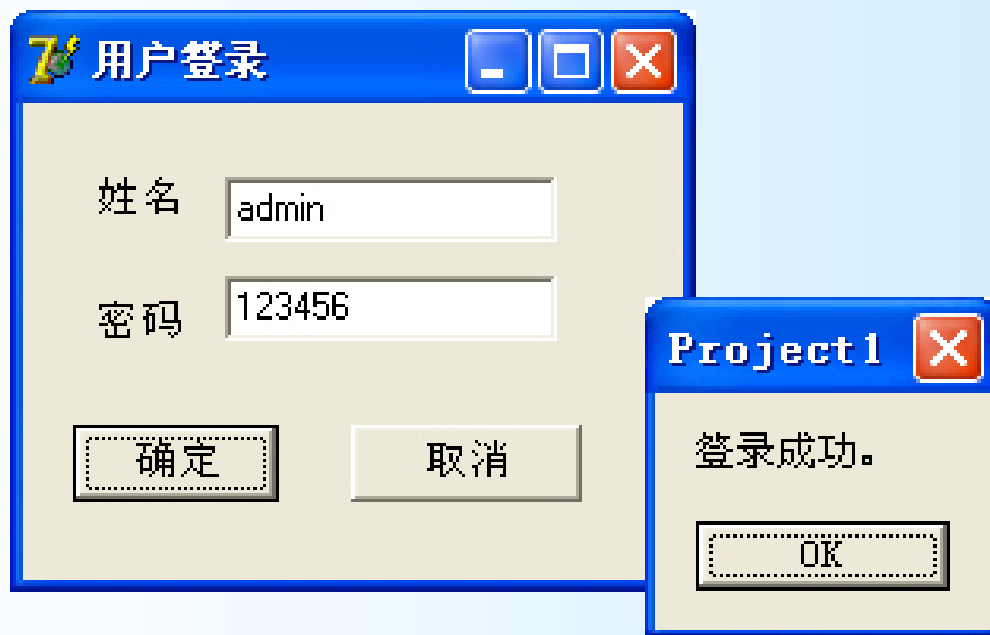 用户登录
姓名 admin
密码 123456
确定 取消
Project1
登录成功。
OK